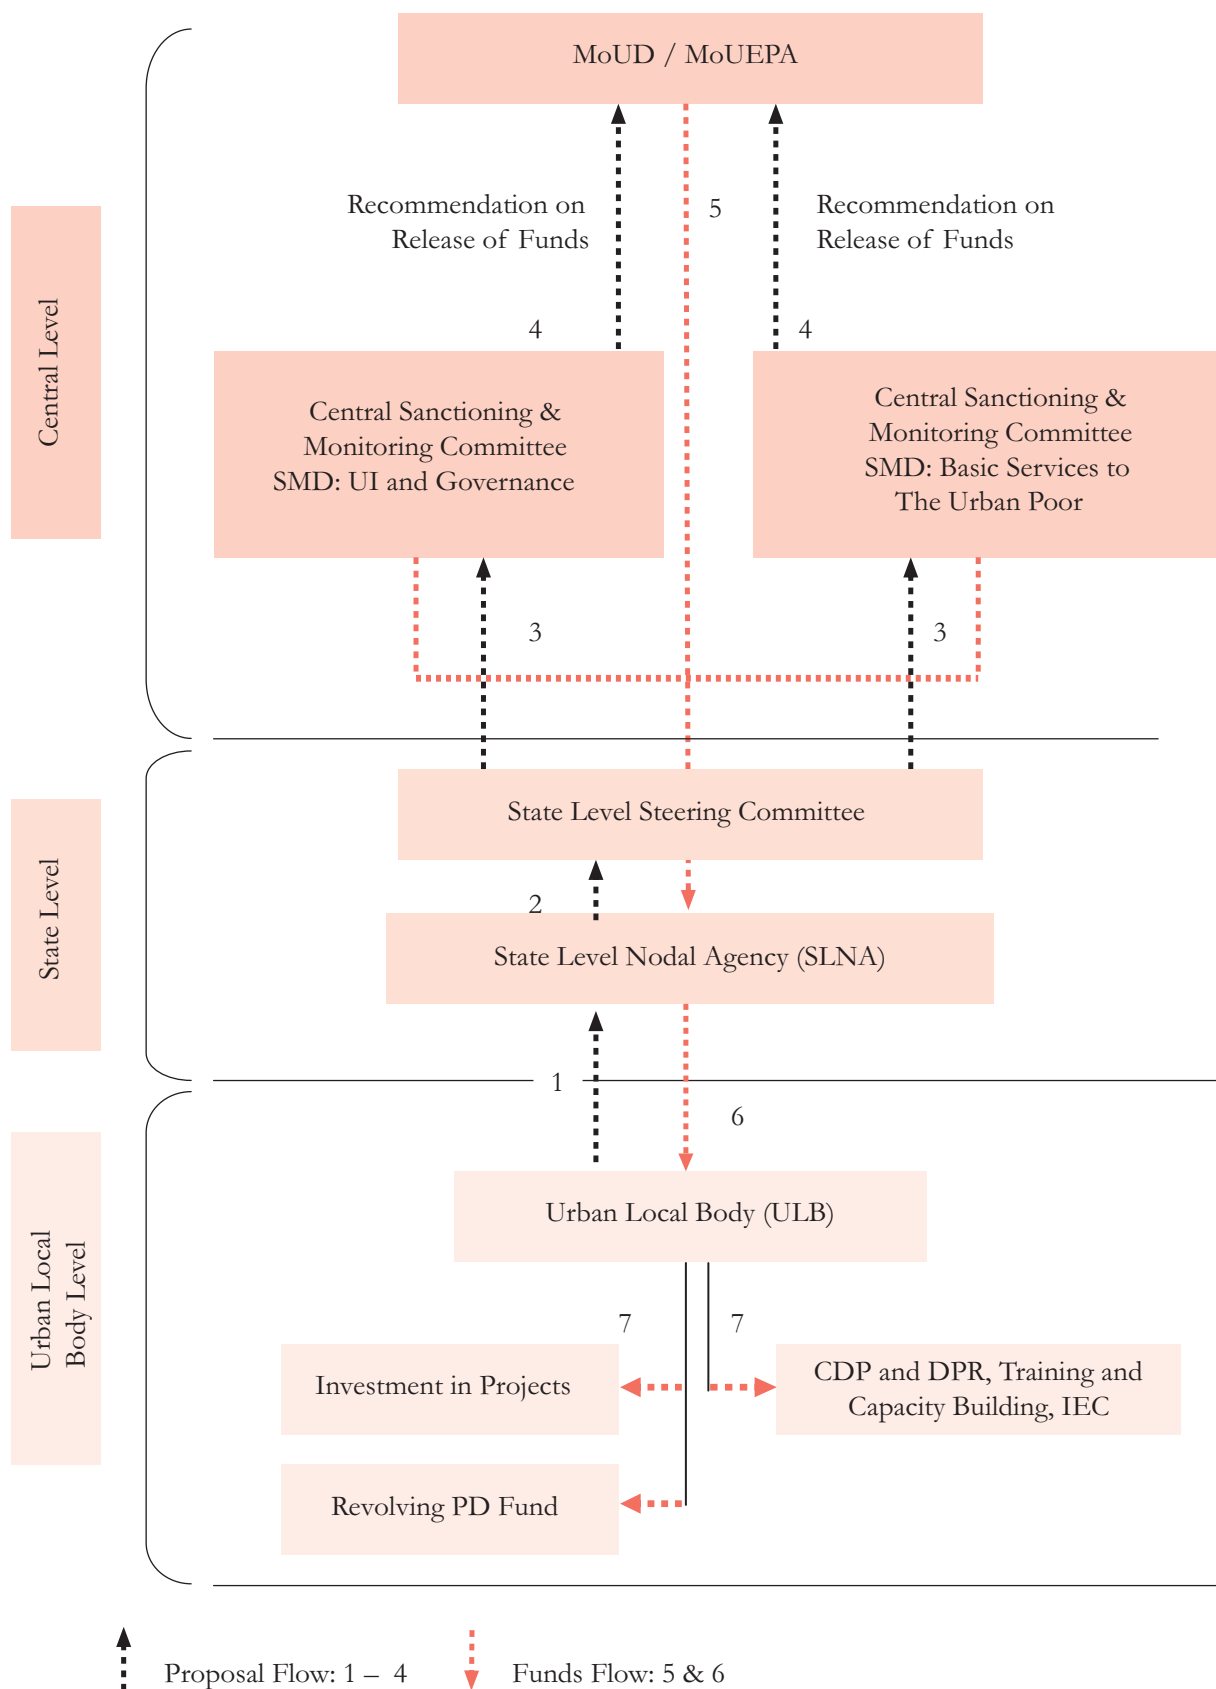 MoUD / MoUEPA
Recommendation on
Release of Funds
5
Recommendation on
Release of Funds
4
4
Central Level
Central Sanctioning &
Monitoring Committee
SMD: UI and Governance
Central Sanctioning &
Monitoring Committee
SMD: Basic Services to
The Urban Poor
3
3
State Level
State Level Steering Committee
2
State Level Nodal Agency (SLNA)
1
6
Urban Local
Body Level
Urban Local Body (ULB)
7
7
Investment in Projects
CDP and DPR, Training and
Capacity Building, IEC
Revolving PD Fund
Proposal Flow: 1 – 4
Funds Flow: 5 & 6